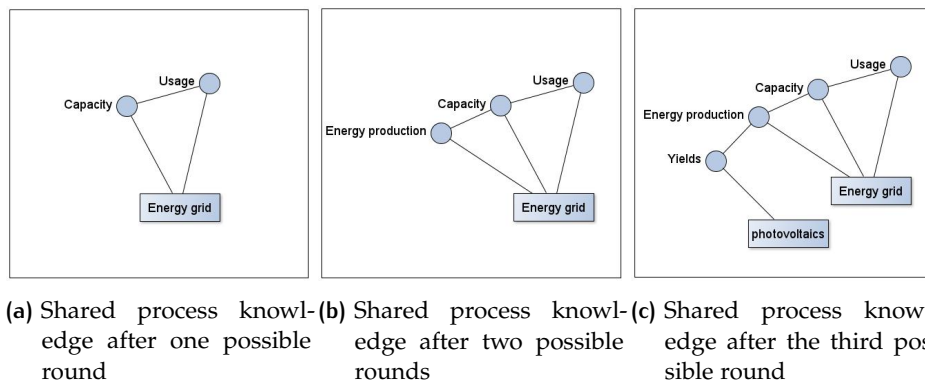 Usage
Capacity
Energy grid
Usage
Capacity
Energy production
Energy grid
Usage
Capacity
Energy production
Yields
Energy grid
photovoltaics
(a) Shared process knowl-
edge after one possible
round
(b) Shared process knowl-
edge after two possible
rounds
(c) Shared process know
edge after the third pos
sible round